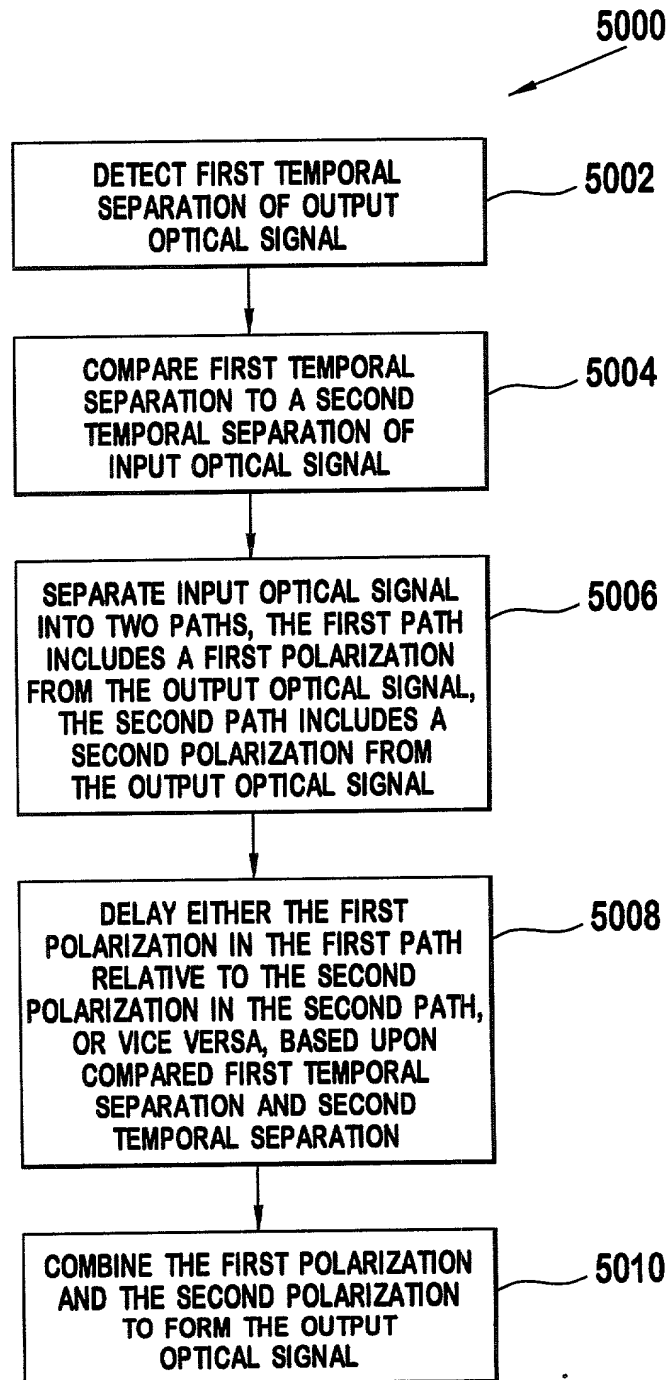 5000
DETECT FIRST TEMPORAL
SEPARATION OF OUTPUT
OPTICAL SIGNAL
5002
COMPARE FIRST TEMPORAL
SEPARATION TO A SECOND
TEMPORAL SEPARATION OF
INPUT OPTICAL SIGNAL
5004
SEPARATE INPUT OPTICAL SIGNAL
INTO TWO PATHS, THE FIRST PATH
INCLUDES A FIRST POLARIZATION
FROM THE OUTPUT OPTICAL SIGNAL,
THE SECOND PATH INCLUDES A
SECOND POLARIZATION FROM
THE OUTPUT OPTICAL SIGNAL
5006
DELAY EITHER THE FIRST
POLARIZATION IN THE FIRST PATH
RELATIVE TO THE SECOND
POLARIZATION IN THE SECOND PATH,
OR VICE VERSA, BASED UPON
COMPARED FIRST TEMPORAL
SEPARATION AND SECOND
TEMPORAL SEPARATION
5008
COMBINE THE FIRST POLARIZATION
AND THE SECOND POLARIZATION
TO FORM THE OUTPUT
OPTICAL SIGNAL
5010